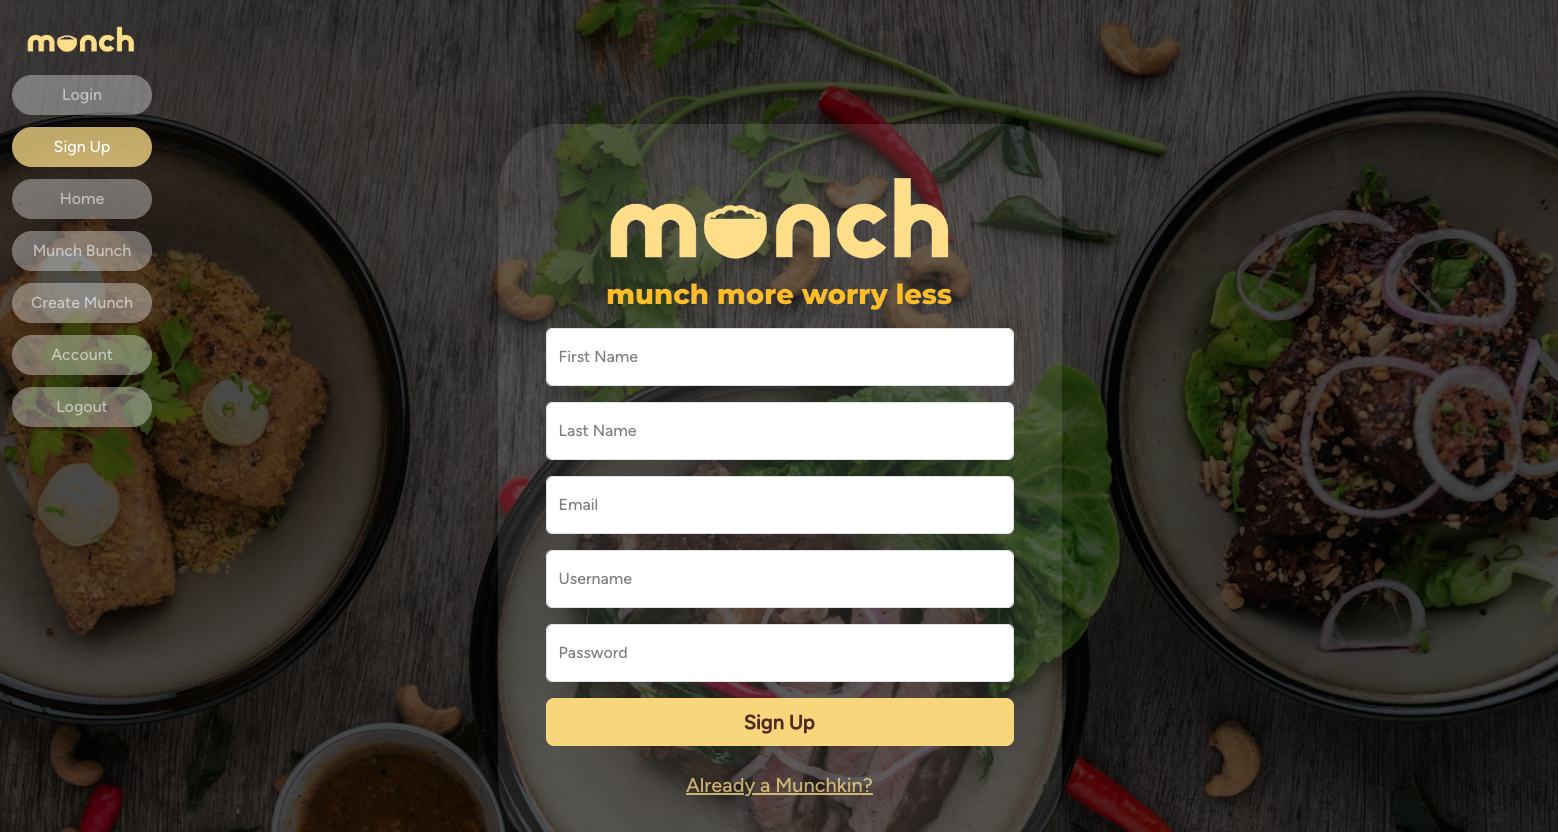 munch
Login
Sign Up
Home
Munch Bunch
Create Munch
Account
Logout
munch
munch more worry less
First Name
Last Name
Email
Username
Password
Sign Up
Already a Munchkin?